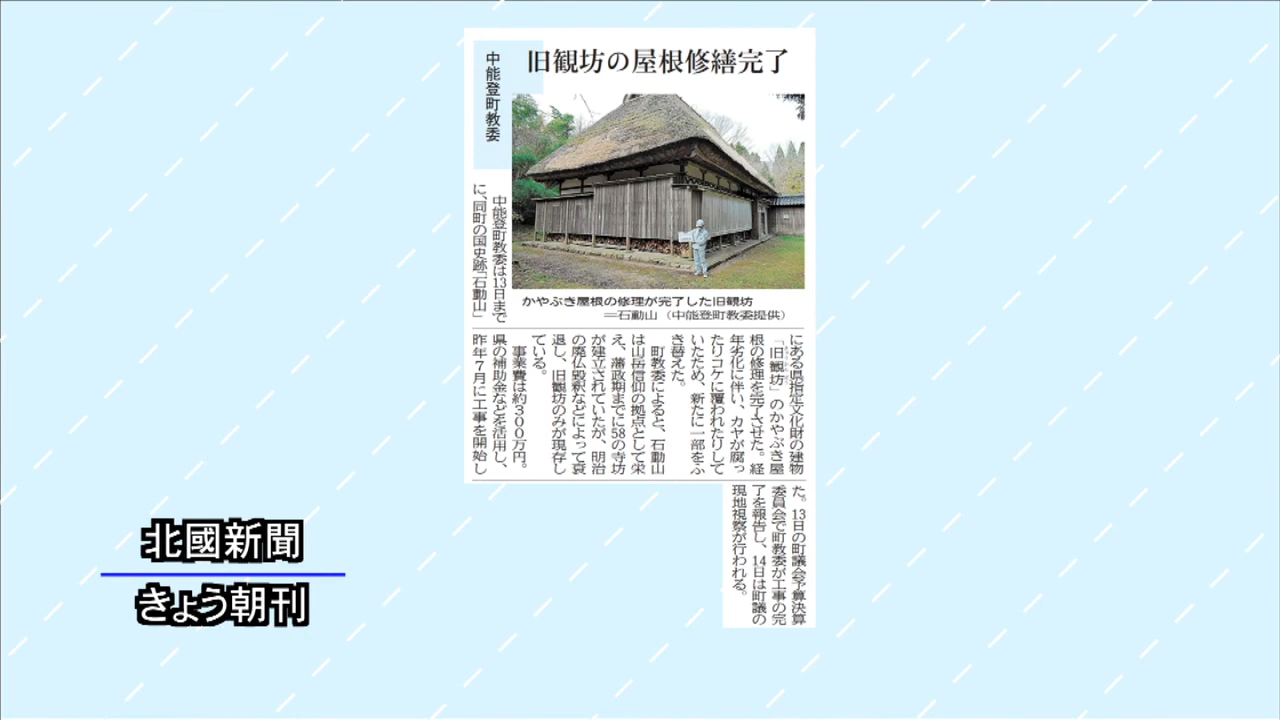 旧観坊の屋根修繕完了
中能登町教委
かやぶき屋根の修理が完了した旧観坊
＝石動山（中能登町教委提供）
中能登町教委は13日まで
に、同町の国史跡「石動山」
にある県指定文化財の建物
「旧観坊」のかやぶき屋
根の修理を完了させた。経
年劣化に伴い、カヤが腐っ
たりコケに覆われたりして
いたため、新たに一部をふ
き替えた。
町教委によると、石動山
は山岳信仰の拠点として栄
え、藩政期までに58の寺坊
が建立されていたが、明治
の廃仏毀釈などによって衰
退し、旧観坊のみが現存し
ている。
事業費は約３００万円。
県の補助金などを活用し、
昨年７月に工事を開始し
た。13日の町議会予算決算
委員会で町教委が工事の完
了を報告し、14日は町議の
現地視察が行われる。
北國新聞
きょう朝刊